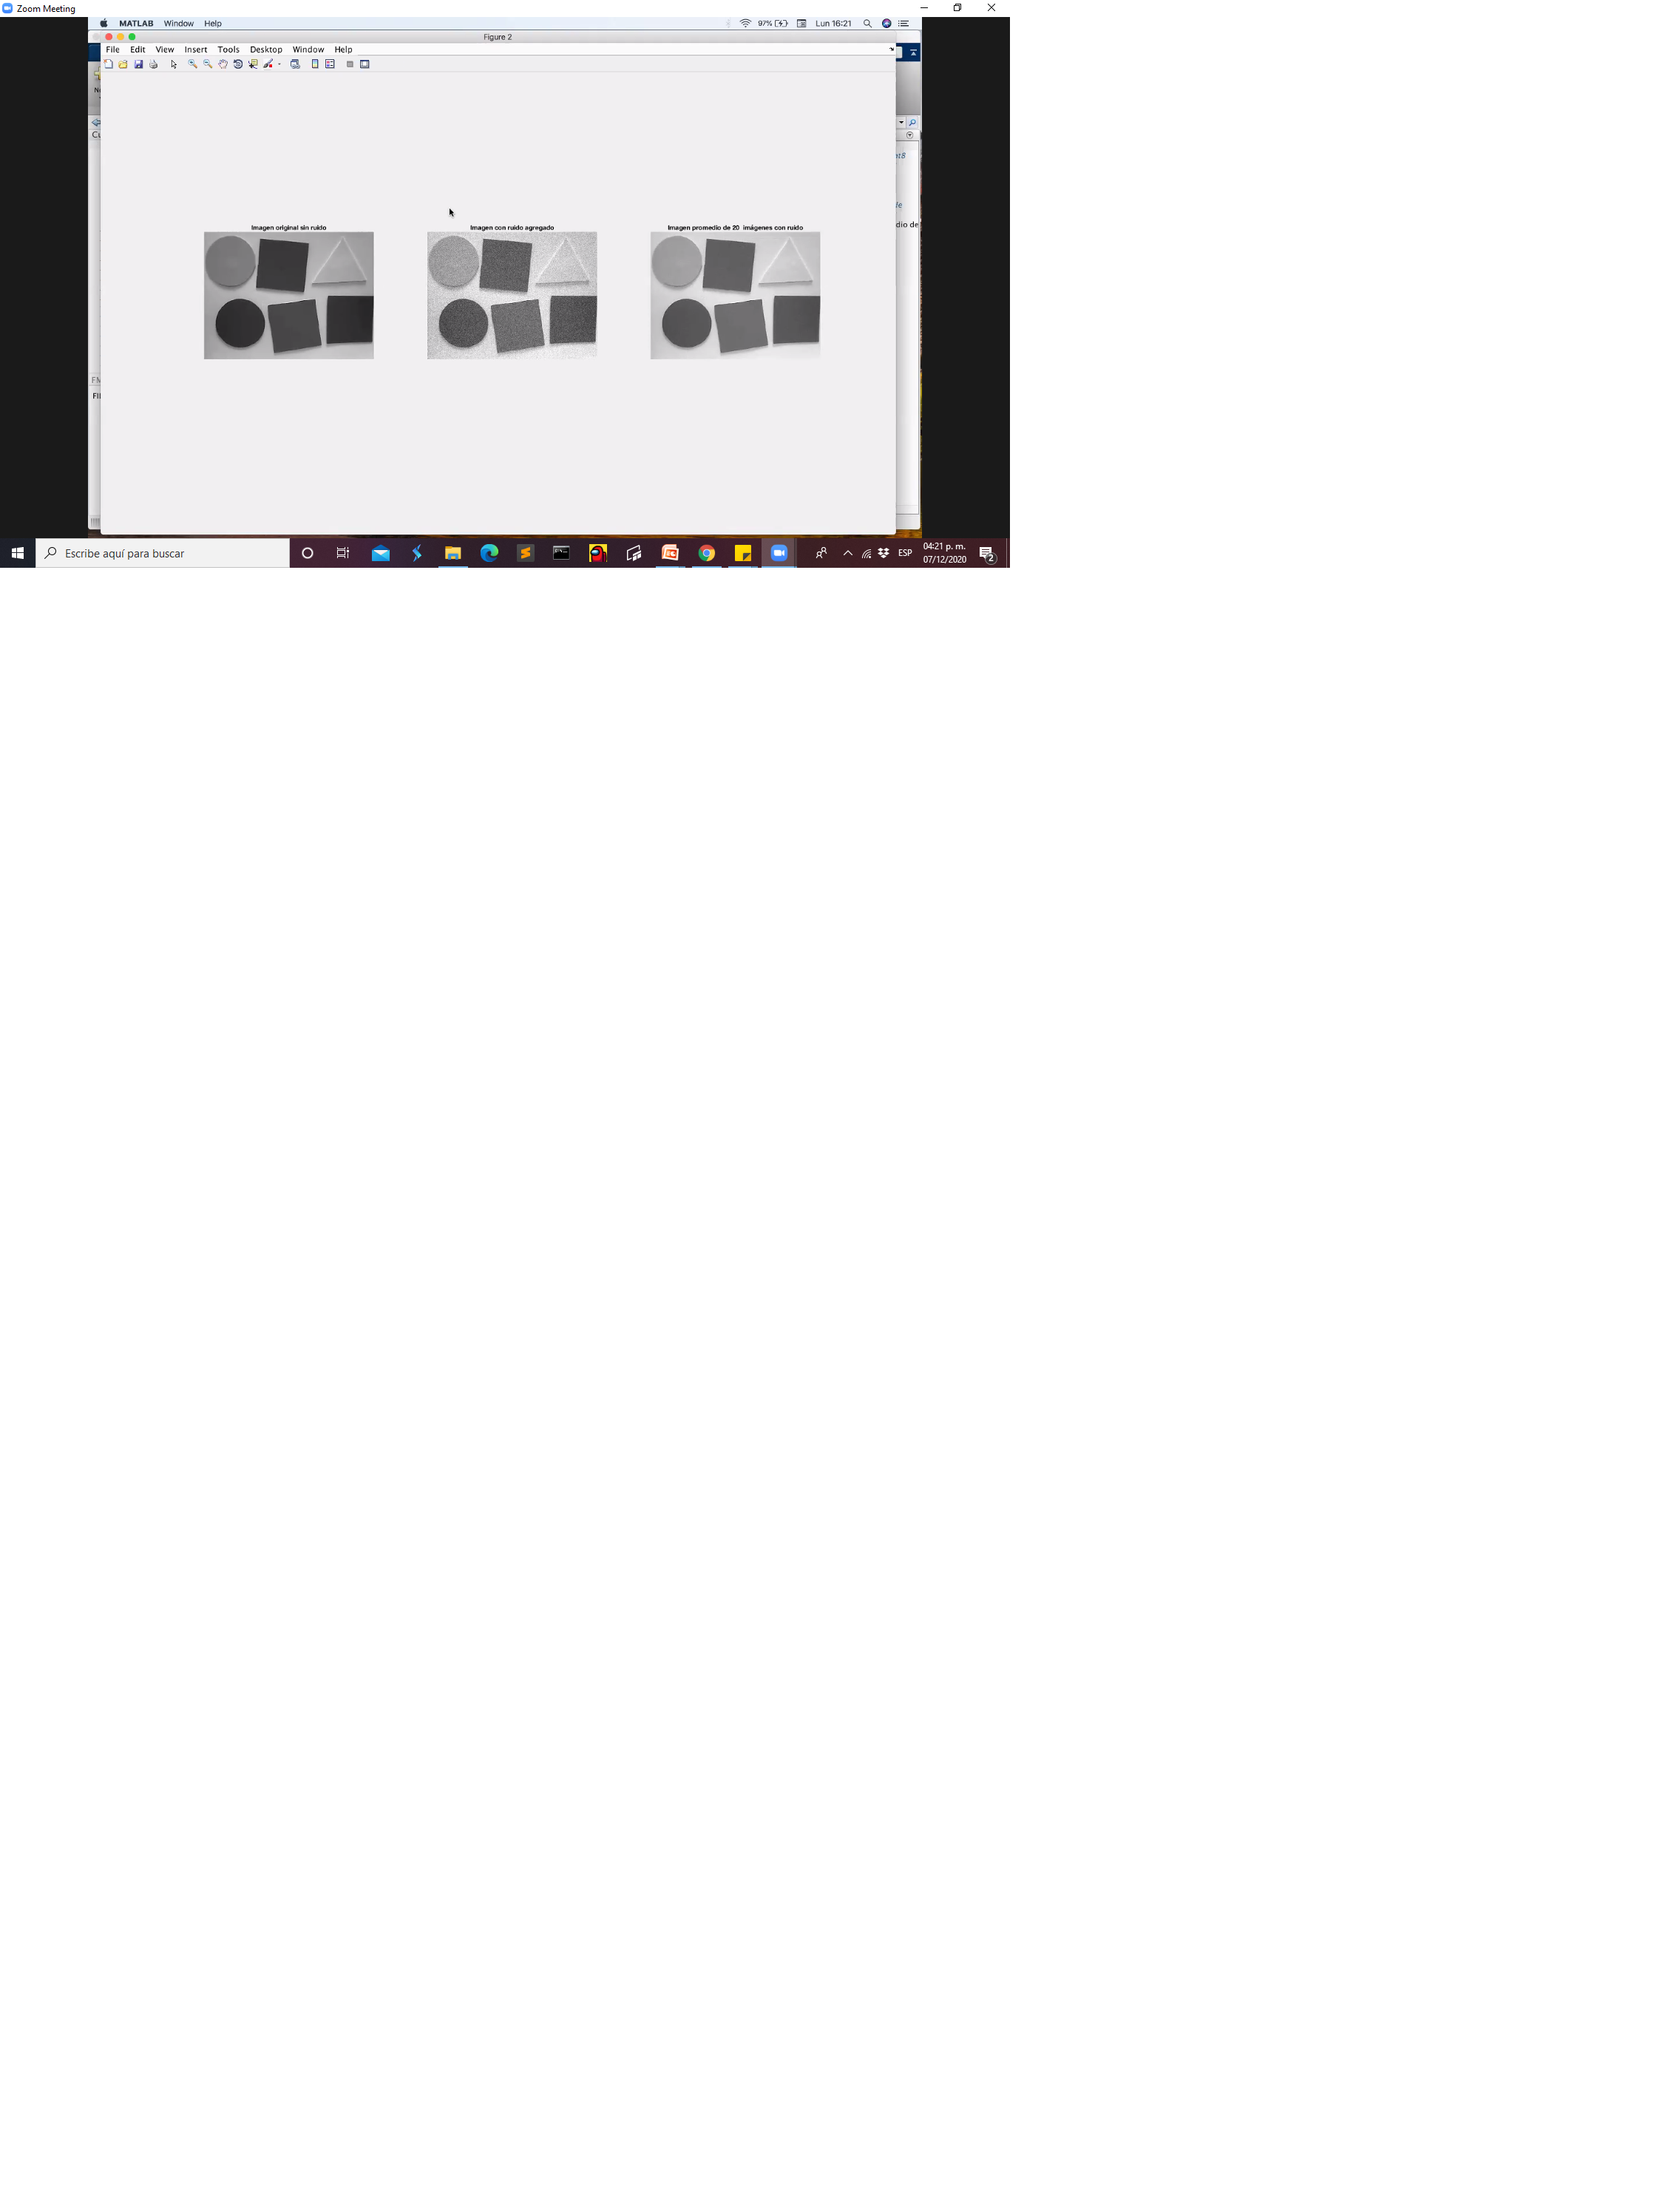 Zoom Meeting
MATLAB Window Help
97%
Lun 16:21
Figure 2
File Edit View Insert Tools Desktop Window Help
Imagen original sin ruido
Imagen con ruido agregado
Imagen promedio de 20 imágenes con ruido
dio de
Escribe aquí para buscar
ESP
04:21 p. m.
07/12/2020
2